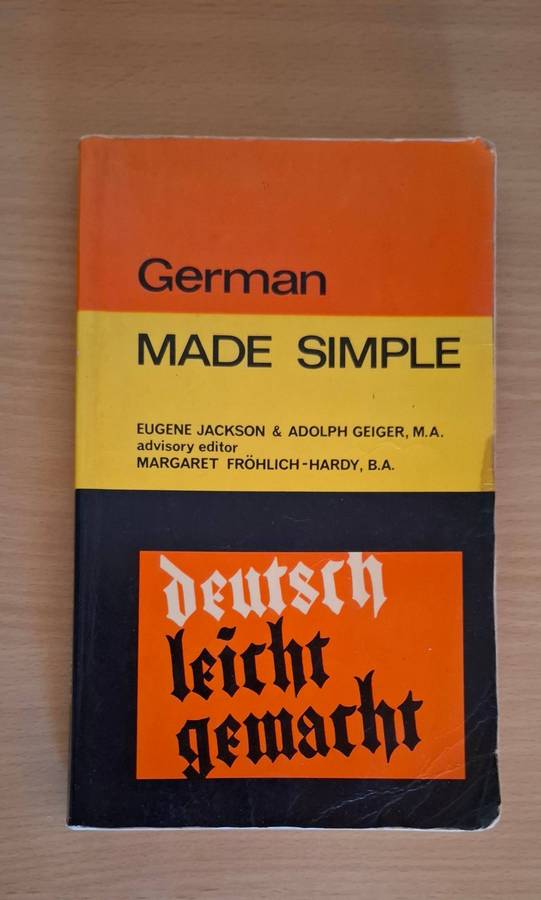 German
MADE SIMPLE
EUGENE JACKSON & ADOLPH GEIGER, M.A.
advisory editor
MARGARET FRÖHLICH-HARDY, B.A.
deutsch
leicht
gemacht